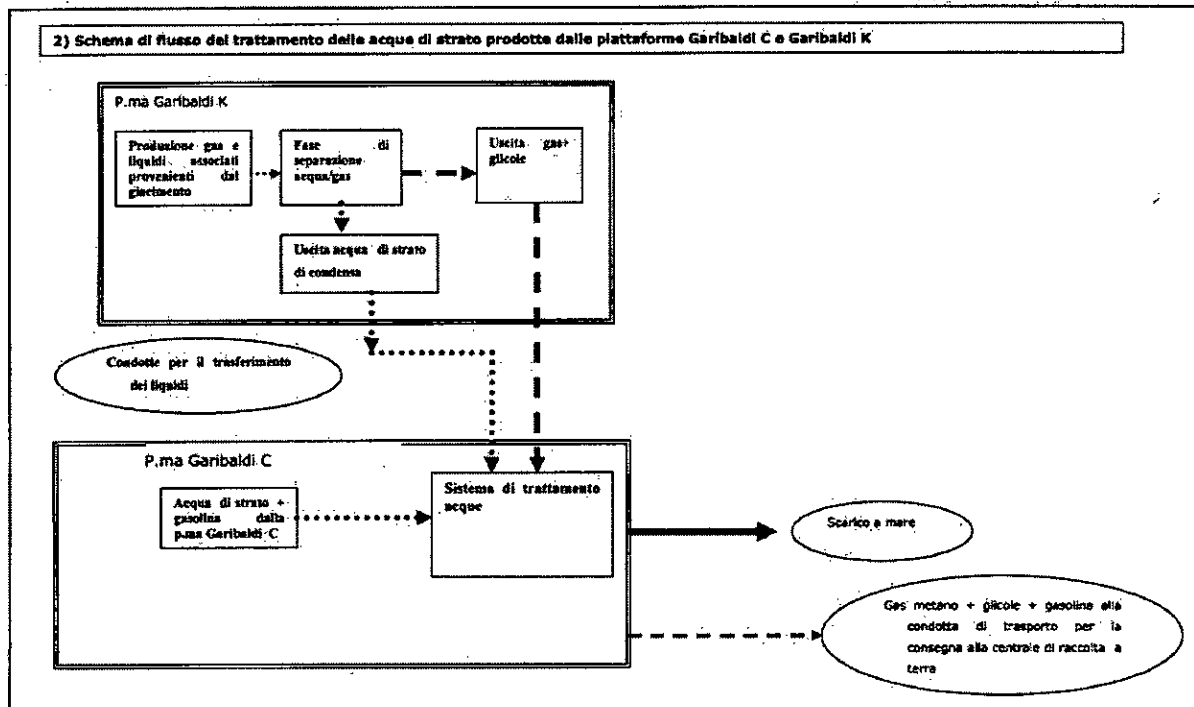 2) Schema di flusso del trattamento delle acque di strato prodotte dalle piattaforme Garibaldi C e Garibaldi K
P.ma Garibaldi K
Produzione gas e
liquidi associati
provenienti dal
giacimento
Fase di
separazione
acqua/gas
Uscita gas+
glicole
Uscita acqua di strato
di condensa
Condotte per il trasferimento
dei liquidi
P.ma Garibaldi C
Acqua di strato +
gasolina dalla
p.ma Garibaldi C
Sistema di trattamento
acque
Scarico a mare
Gas metano + glicole + gasolina alla
condotta di trasporto per la
consegna alla centrale di raccolta a
terra